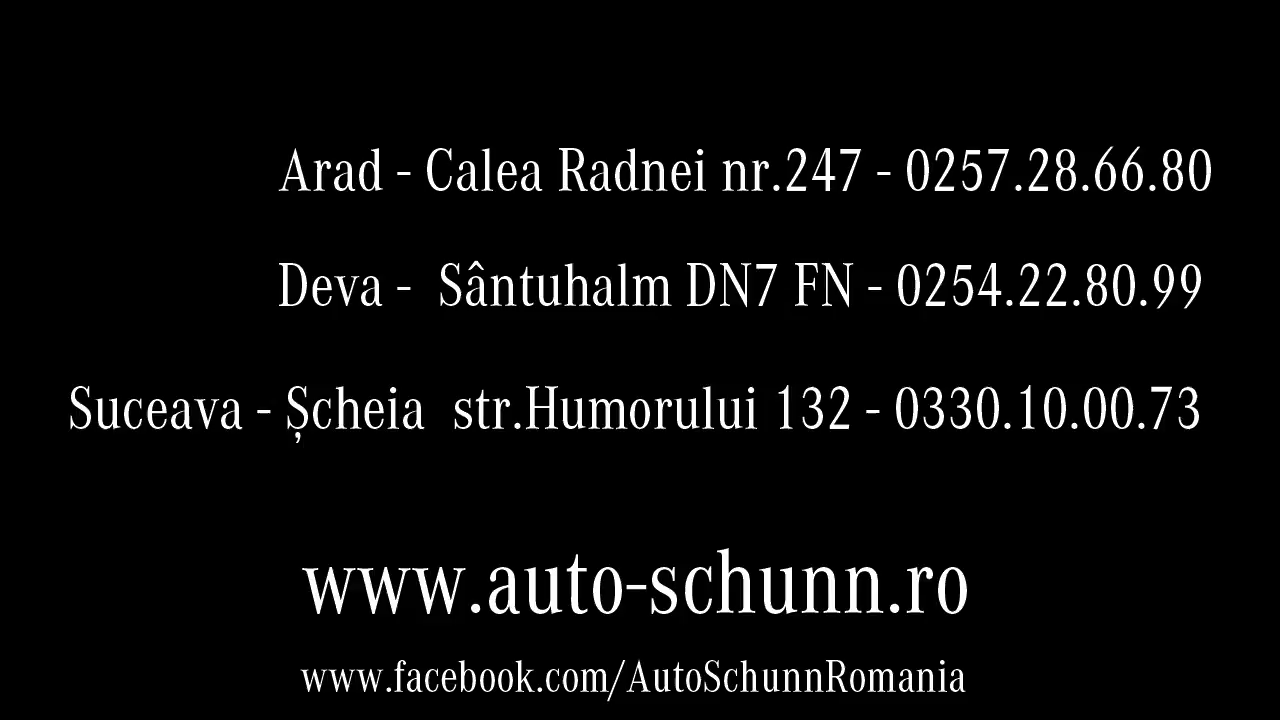 Arad - Calea Radnei nr.247 - 0257.28.66.80
Deva - Sântuhalm DN7 FN - 0254.22.80.99
Suceava - Șcheia str.Humorului 132 - 0330.10.00.73
www.auto-schunn.ro
www.facebook.com/AutoSchunnRomania